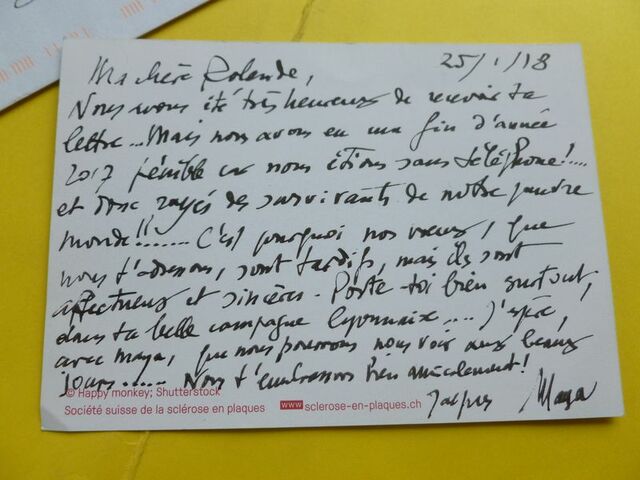 25/1/18
Ma chère Rolande,
Nous avons été très heureux de recevoir ta
lettre... Mais nous avons eu une fin d'année
2017 pénible car nous étions sans téléphone!....
et donc rayés des survivants de notre pauvre
monde!!....... C'est pourquoi nos vœux, que
nous t'adressons, sont tardifs, mais ils sont
affectueux et sincères. Porte-toi bien surtout,
dans ta belle campagne lyonnaise.... J'espère,
avec Maya, que nous pourrons nous voir aux beaux
jours...... Nous t'embrassons bien amicalement!
Jacques Maya
© Happy monkey; Shutterstock
Société suisse de la sclérose en plaques www.sclerose-en-plaques.ch